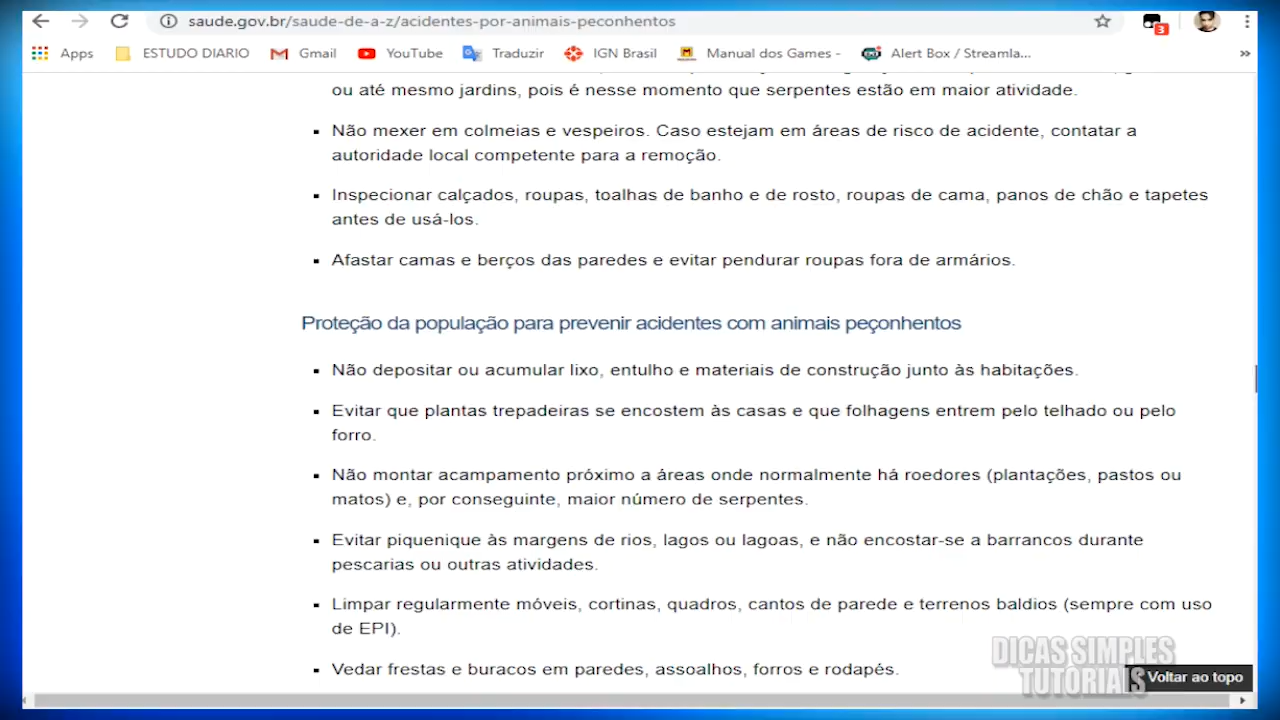 saude.gov.br/saude-de-a-z/acidentes-por-animais-peconhentos
3
Apps ESTUDO DIARIO Gmail YouTube Traduzir IGN Brasil Manual dos Games - Alert Box / Streamla... »
ou até mesmo jardins, pois é nesse momento que serpentes estão em maior atividade.
▪ Não mexer em colmeias e vespeiros. Caso estejam em áreas de risco de acidente, contatar a
autoridade local competente para a remoção.
▪ Inspecionar calçados, roupas, toalhas de banho e de rosto, roupas de cama, panos de chão e tapetes
antes de usá-los.
▪ Afastar camas e berços das paredes e evitar pendurar roupas fora de armários.
Proteção da população para prevenir acidentes com animais peçonhentos
▪ Não depositar ou acumular lixo, entulho e materiais de construção junto às habitações.
▪ Evitar que plantas trepadeiras se encostem às casas e que folhagens entrem pelo telhado ou pelo
forro.
▪ Não montar acampamento próximo a áreas onde normalmente há roedores (plantações, pastos ou
matos) e, por conseguinte, maior número de serpentes.
▪ Evitar piquenique às margens de rios, lagos ou lagoas, e não encostar-se a barrancos durante
pescarias ou outras atividades.
▪ Limpar regularmente móveis, cortinas, quadros, cantos de parede e terrenos baldios (sempre com uso
de EPI).
▪ Vedar frestas e buracos em paredes, assoalhos, forros e rodapés.
DICAS SIMPLES
TUTORIAIS
Voltar ao topo